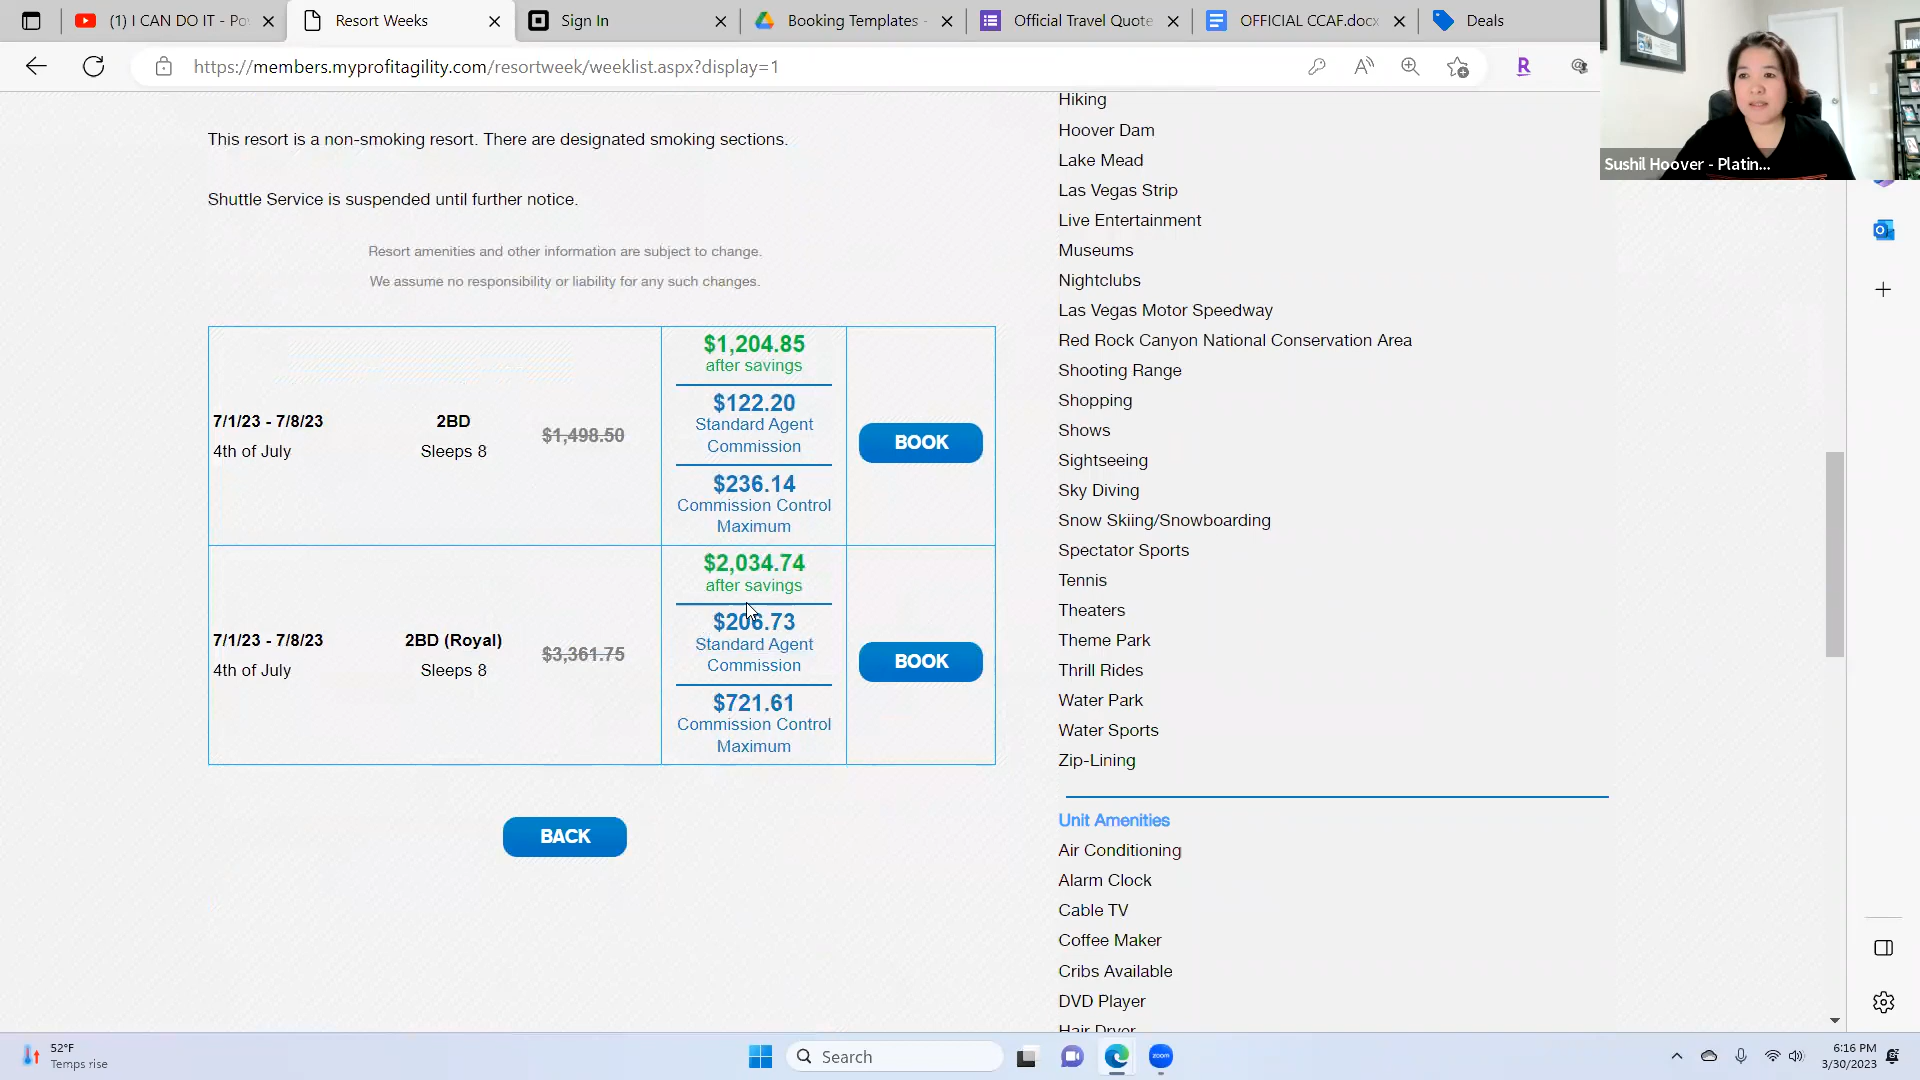 (1) I CAN DO IT - Po
Resort Weeks
Sign In
Booking Templates -
Official Travel Quote
OFFICIAL CCAF.docx
Deals
https://members.myprofitagility.com/resortweek/weeklist.aspx?display=1
Sushil Hoover - Platin...
This resort is a non-smoking resort. There are designated smoking sections.
Shuttle Service is suspended until further notice.
Resort amenities and other information are subject to change.
We assume no responsibility or liability for any such changes.
7/1/23 - 7/8/23
4th of July
2BD
Sleeps 8
$1,498.50
$1,204.85
after savings
$122.20
Standard Agent
Commission
$236.14
Commission Control
Maximum
BOOK
7/1/23 - 7/8/23
4th of July
2BD (Royal)
Sleeps 8
$3,361.75
$2,034.74
after savings
$206.73
Standard Agent
Commission
$721.61
Commission Control
Maximum
BOOK
BACK
Hiking
Hoover Dam
Lake Mead
Las Vegas Strip
Live Entertainment
Museums
Nightclubs
Las Vegas Motor Speedway
Red Rock Canyon National Conservation Area
Shooting Range
Shopping
Shows
Sightseeing
Sky Diving
Snow Skiing/Snowboarding
Spectator Sports
Tennis
Theaters
Theme Park
Thrill Rides
Water Park
Water Sports
Zip-Lining
Unit Amenities
Air Conditioning
Alarm Clock
Cable TV
Coffee Maker
Cribs Available
DVD Player
Hair Dryer
52°F
Temps rise
Search
zoom
6:16 PM
3/30/2023